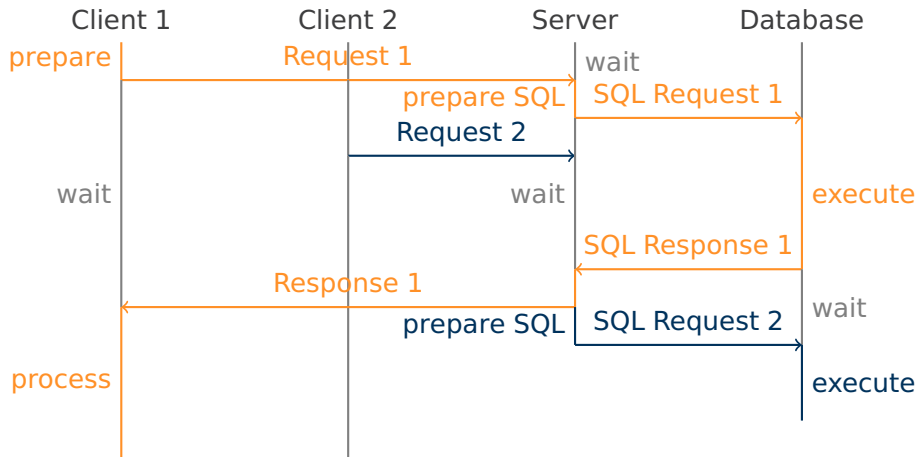 Client 1 Client 2 Server Database
prepare Request 1 wait
prepare SQL SQL Request 1
Request 2
wait wait execute
SQL Response 1
Response 1 wait
prepare SQL SQL Request 2
process execute